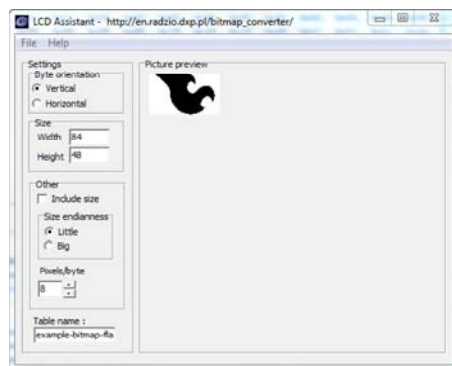 LCD Assistant - http://en.radzio.dxp.pl/bitmap_converter/
File Help
Settings
Byte orientation
Vertical
Horizontal
Size
Width 84
Height 48
Other
Include size
Size endianness
Little
Big
Pixels/byte
8
Table name :
example-bitmap-fla
Picture preview